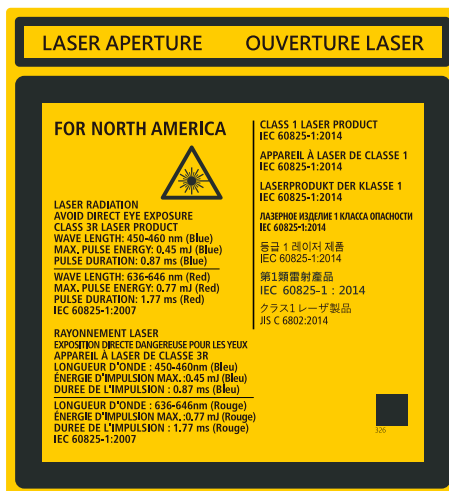 LASER APERTURE OUVERTURE LASER
FOR NORTH AMERICA
LASER RADIATION
AVOID DIRECT EYE EXPOSURE
CLASS 3R LASER PRODUCT
WAVE LENGTH: 450-460 nm (Blue)
MAX. PULSE ENERGY: 0.45 mJ (Blue)
PULSE DURATION: 0.87 ms (Blue)
WAVE LENGTH: 636-646 nm (Red)
MAX. PULSE ENERGY: 0.77 mJ (Red)
PULSE DURATION: 1.77 ms (Red)
IEC 60825-1:2007
RAYONNEMENT LASER
EXPOSITION DIRECTE DANGEREUSE POUR LES YEUX
APPAREIL À LASER DE CLASSE 3R
LONGUEUR D'ONDE : 450-460nm (Bleu)
ÉNERGIE D'IMPULSION MAX.:0.45 mJ (Bleu)
DUREE DE L'IMPULSION : 0.87 ms (Bleu)
LONGUEUR D'ONDE : 636-646nm (Rouge)
ÉNERGIE D'IMPULSION MAX.:0.77 mJ (Rouge)
DUREE DE L'IMPULSION : 1.77 ms (Rouge)
IEC 60825-1:2007
CLASS 1 LASER PRODUCT
IEC 60825-1:2014
APPAREIL À LASER DE CLASSE 1
IEC 60825-1:2014
LASERPRODUKT DER KLASSE 1
IEC 60825-1:2014
ЛАЗЕРНОЕ ИЗДЕЛИЕ 1 КЛАССА ОПАСНОСТИ
IEC 60825-1:2014
등급 1 레이저 제품
IEC 60825-1:2014
第1類雷射產品
IEC 60825-1：2014
クラス1 レーザ製品
JIS C 6802:2014
326